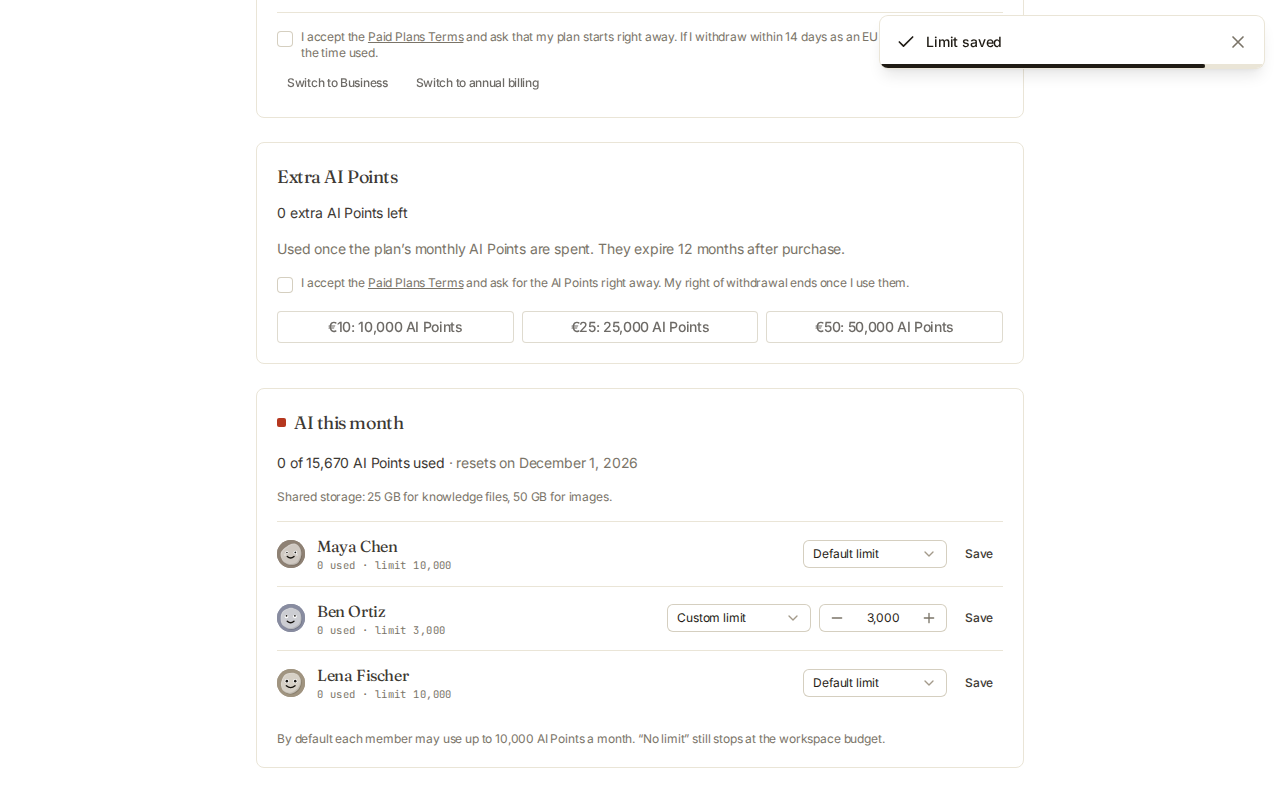 I accept the Paid Plans Terms and ask that my plan starts right away. If I withdraw within 14 days as an EU
the time used.
Limit saved
Switch to Business
Switch to annual billing
Extra AI Points
0 extra AI Points left
Used once the plan’s monthly AI Points are spent. They expire 12 months after purchase.
I accept the Paid Plans Terms and ask for the AI Points right away. My right of withdrawal ends once I use them.
€10: 10,000 AI Points
€25: 25,000 AI Points
€50: 50,000 AI Points
AI this month
0 of 15,670 AI Points used · resets on December 1, 2026
Shared storage: 25 GB for knowledge files, 50 GB for images.
Maya Chen
0 used · limit 10,000
Default limit
Save
Ben Ortiz
0 used · limit 3,000
Custom limit
3,000
Save
Lena Fischer
0 used · limit 10,000
Default limit
Save
By default each member may use up to 10,000 AI Points a month. “No limit” still stops at the workspace budget.